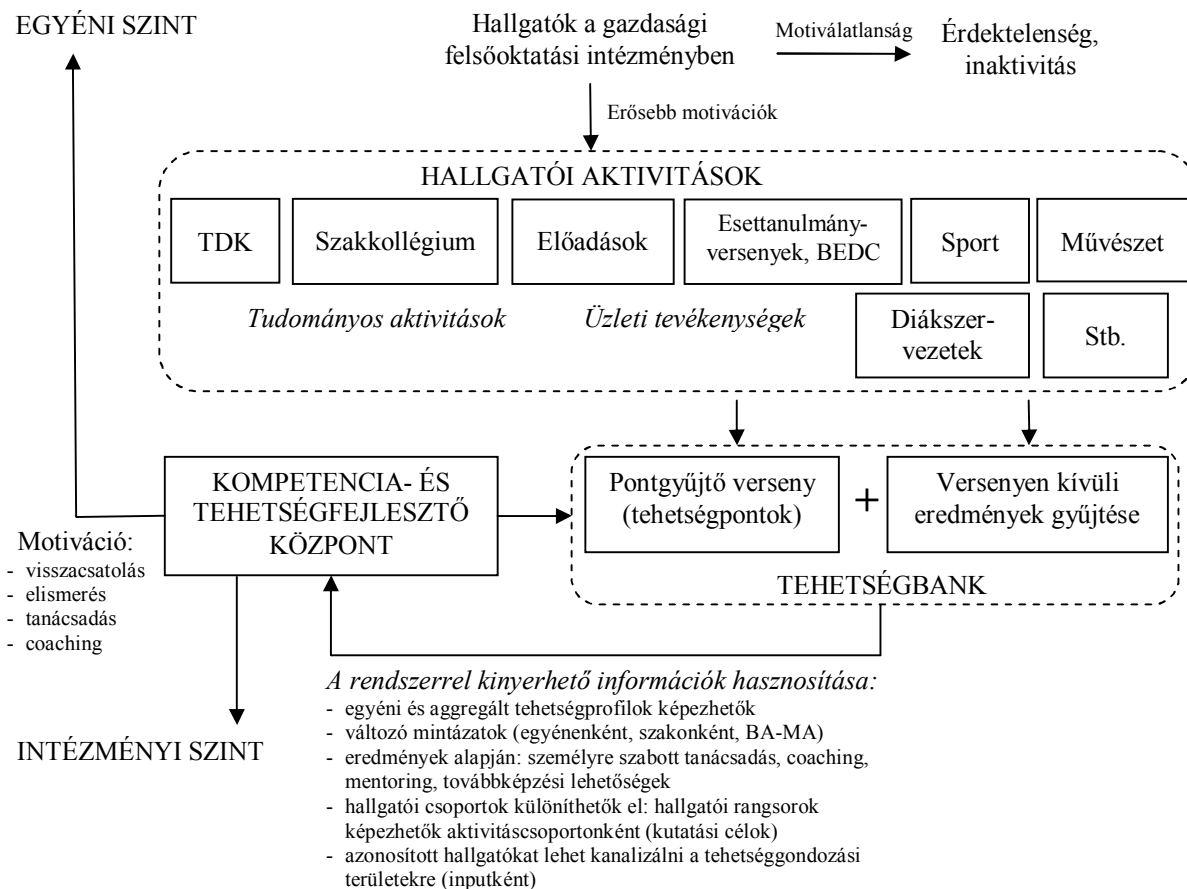 EGYÉNI SZINT
Hallgatók a gazdasági
felsőoktatási intézményben
Motiválatlanság
Érdektelenség,
inaktivitás
Erősebb motivációk
HALLGATÓI AKTIVITÁSOK
TDK
Szakkollégium
Előadások
Esettanulmány-
versenyek, BEDC
Sport
Művészet
Tudományos aktivitások
Üzleti tevékenységek
Diákszer-
vezetek
Stb.
KOMPETENCIA- ÉS
TEHETSÉGFEJLESZTŐ
KÖZPONT
Pontgyűjtő verseny
(tehetségpontok)
+
Versenyen kívüli
eredmények gyűjtése
TEHETSÉGBANK
Motiváció:
- visszacsatolás
- elismerés
- tanácsadás
- coaching
INTÉZMÉNYI SZINT
A rendszerrel kinyerhető információk hasznosítása:
- egyéni és aggregált tehetségprofilok képezhetők
- változó mintázatok (egyénenként, szakonként, BA-MA)
- eredmények alapján: személyre szabott tanácsadás, coaching,
mentoring, továbbképzési lehetőségek
- hallgatói csoportok különíthetők el: hallgatói rangsorok
képezhetők aktivitáscsoportonként (kutatási célok)
- azonosított hallgatókat lehet kanalizálni a tehetséggondozási
területekre (inputként)